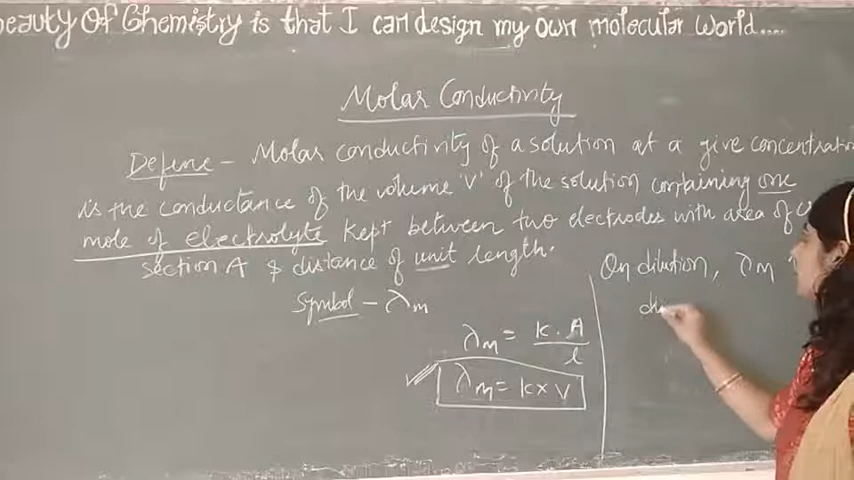 beauty Of Chemistry is that I can design my own molecular world....
Molar Conductivity
Define - Molar conductivity of a solution at a give concentration
is the conductance of the volume 'V' of the solution containing one
mole of electrolyte kept between two electrodes with area of
section A & distance of unit length.
On dilution, λm
Symbol - λm
λm = k . A / l
λm = k x V